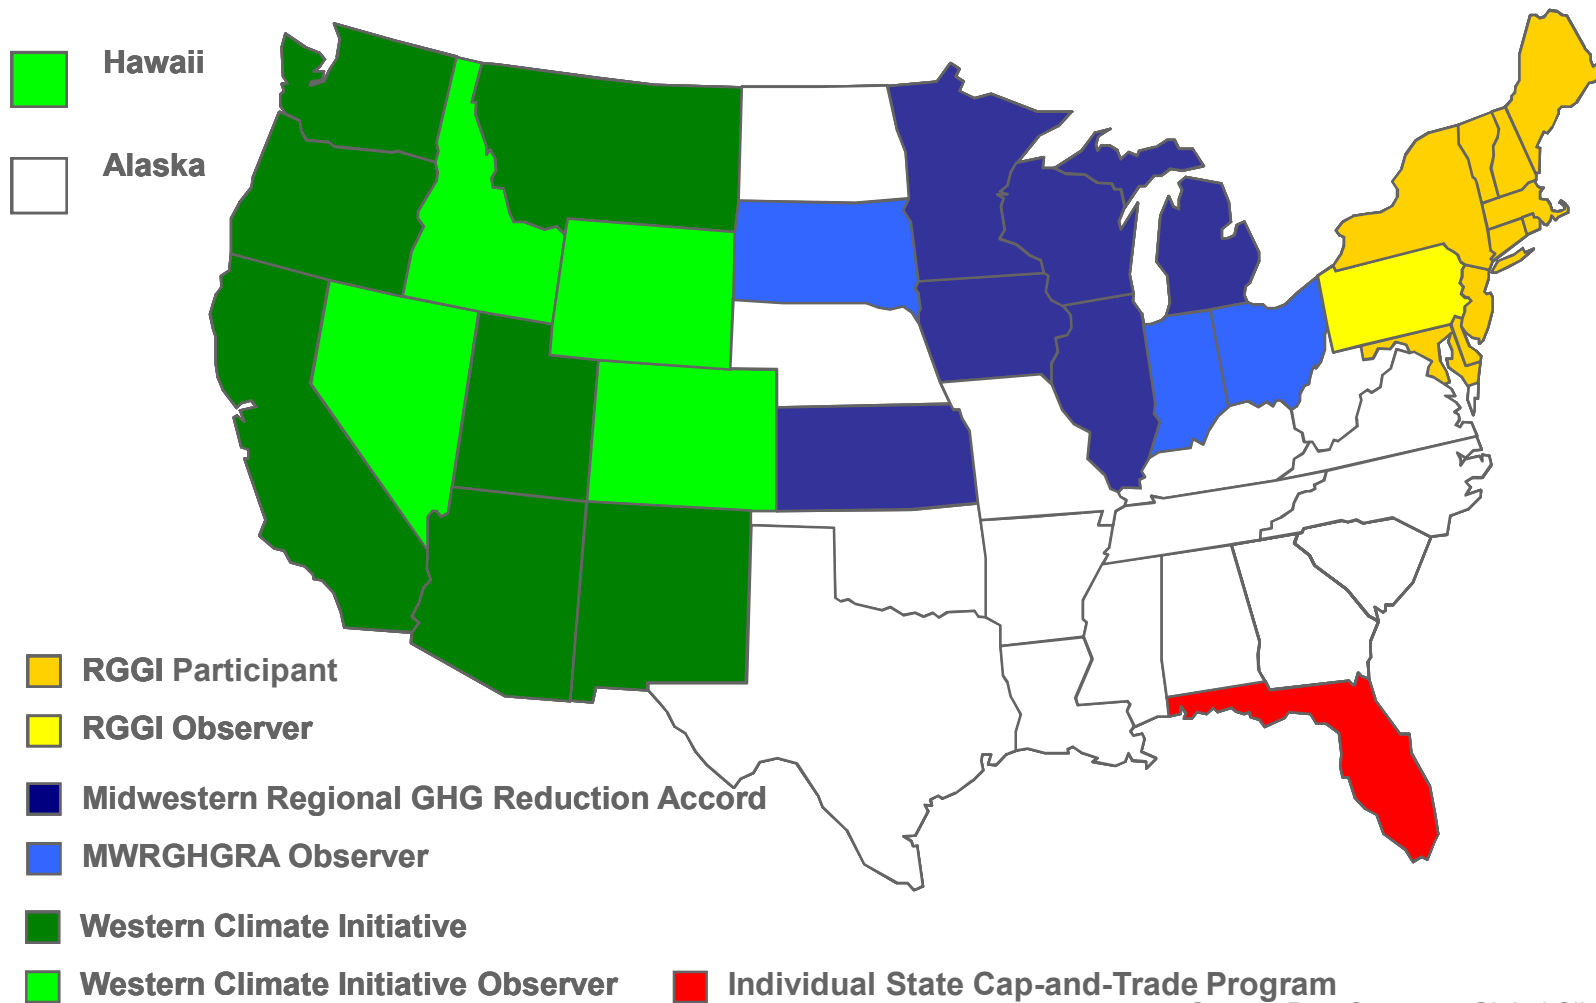 Hawaii
Alaska
RGGI Participant
RGGI Observer
Midwestern Regional GHG Reduction Accord
MWRGHGRA Observer
Western Climate Initiative
Western Climate Initiative Observer
Individual State Cap-and-Trade Program